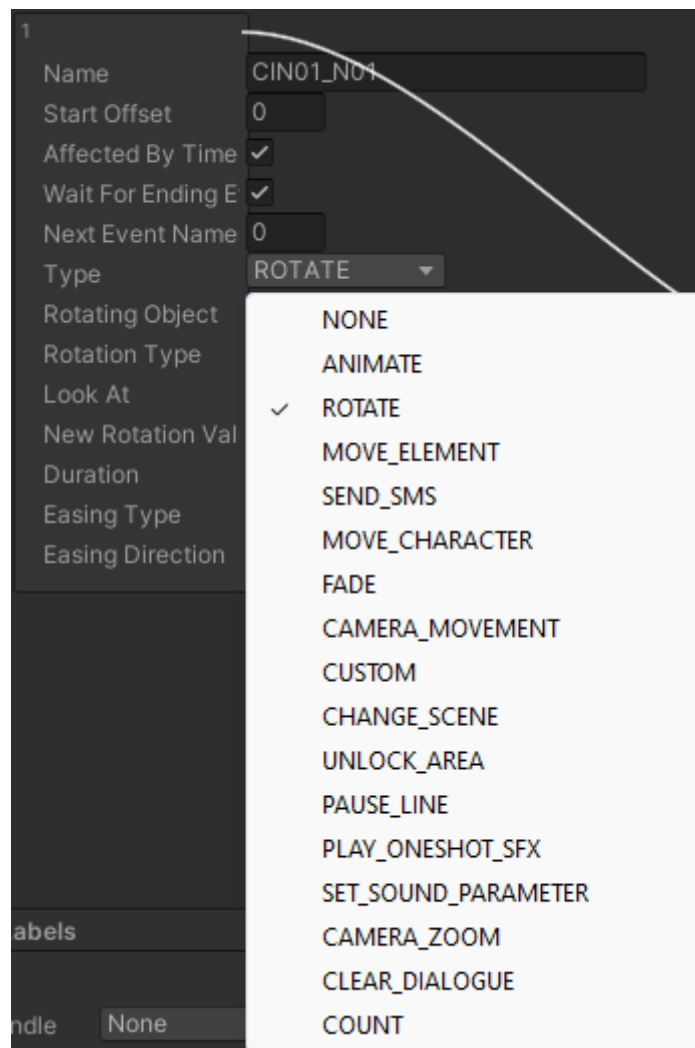 1
Name CIN01_N01
Start Offset 0
Affected By Time
Wait For Ending E
Next Event Name 0
Type ROTATE
Rotating Object
Rotation Type
Look At
New Rotation Val
Duration
Easing Type
Easing Direction
NONE
ANIMATE
ROTATE
MOVE_ELEMENT
SEND_SMS
MOVE_CHARACTER
FADE
CAMERA_MOVEMENT
CUSTOM
CHANGE_SCENE
UNLOCK_AREA
PAUSE_LINE
PLAY_ONESHOT_SFX
SET_SOUND_PARAMETER
CAMERA_ZOOM
CLEAR_DIALOGUE
COUNT
abels
ndle None